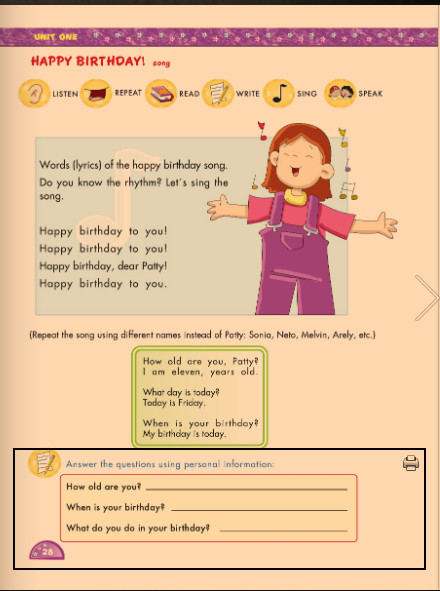 UNIT ONE
HAPPY BIRTHDAY! song
LISTEN REPEAT READ WRITE SING SPEAK
Words (lyrics) of the happy birthday song.
Do you know the rhythm? Let's sing the
song.
Happy birthday to you!
Happy birthday to you!
Happy birthday, dear Patty!
Happy birthday to you.
(Repeat the song using different names instead of Patty: Sonia, Neto, Melvin, Arely, etc.)
How old are you, Patty?
I am eleven, years old.
What day is today?
Today is Friday.
When is your birthday?
My birthday is today.
Answer the questions using personal information:
How old are you?
When is your birthday?
What do you do in your birthday?
28